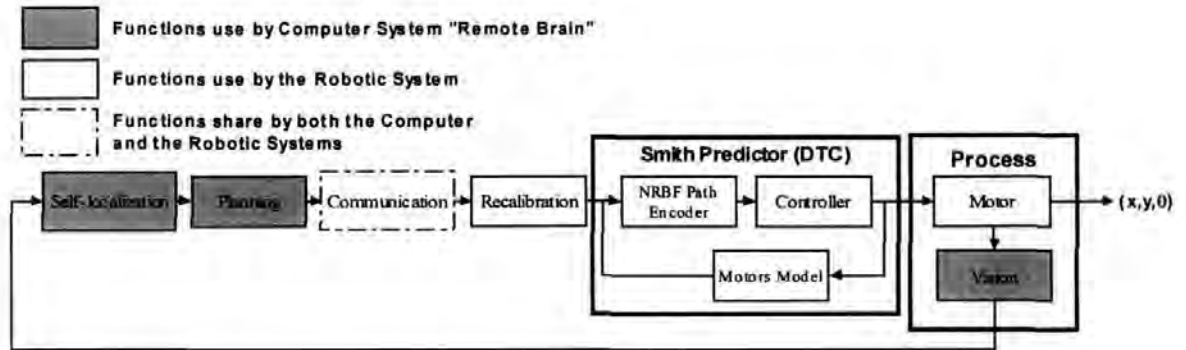 Functions use by Computer System "Remote Brain"
Functions use by the Robotic System
Functions share by both the Computer
and the Robotic Systems
Smith Predictor (DTC)
Process
Self-localization
Planning
Communication
Recalibration
NRBF Path
Encoder
Controller
Motor
(x,y,0)
Motors Model
Vision